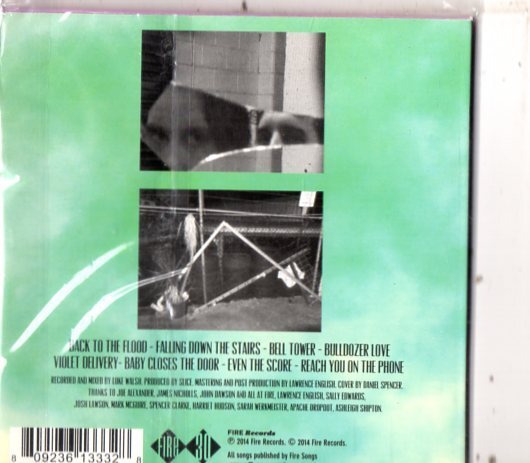 BACK TO THE FLOOD - FALLING DOWN THE STAIRS - BELL TOWER - BULLDOZER LOVE
VIOLET DELIVERY- BABY CLOSES THE DOOR - EVEN THE SCORE - REACH YOU ON THE PHONE
RECORDED AND MIXED BY LUKE WALSH. PRODUCED BY SLICE. MASTERING AND POST PRODUCTION BY LAWRENCE ENGLISH. COVER BY DANIEL SPENCER.
THANKS TO JOE ALEXANDER, JAMES NICHOLLS, JOHN DAWSON AND ALL AT FIRE, LAWRENCE ENGLISH, SALLY EDWARDS,
JOSH LAWSON, MARK MCGUIRE, SPENCER CLARKE, HARRIET HUDSON, SARAH WERKMEISTER, APACHE DROPOUT, ASHLEIGH SHIPTON.
FIRE
FIRE Records
℗ 2014 Fire Records. © 2014 Fire Records.
All songs published by Fire Songs
8 09236 13332 8